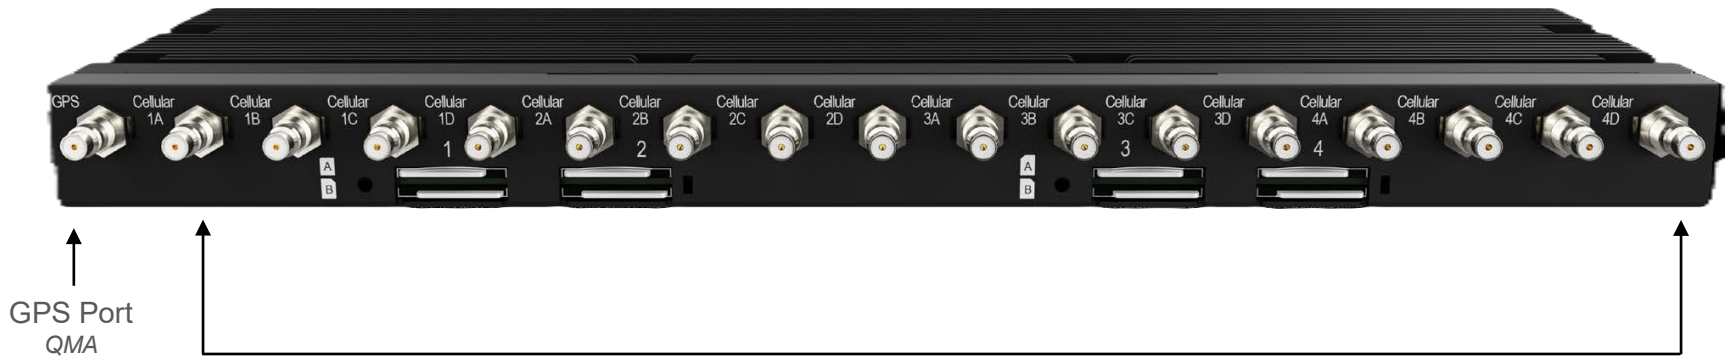 GPS
Cellular
1A
Cellular
1B
Cellular
1C
Cellular
1D
Cellular
2A
Cellular
2B
Cellular
2C
Cellular
2D
Cellular
3A
Cellular
3B
Cellular
3C
Cellular
3D
Cellular
4A
Cellular
4B
Cellular
4C
Cellular
4D
1
2
3
4
A
B
A
B
GPS Port
QMA